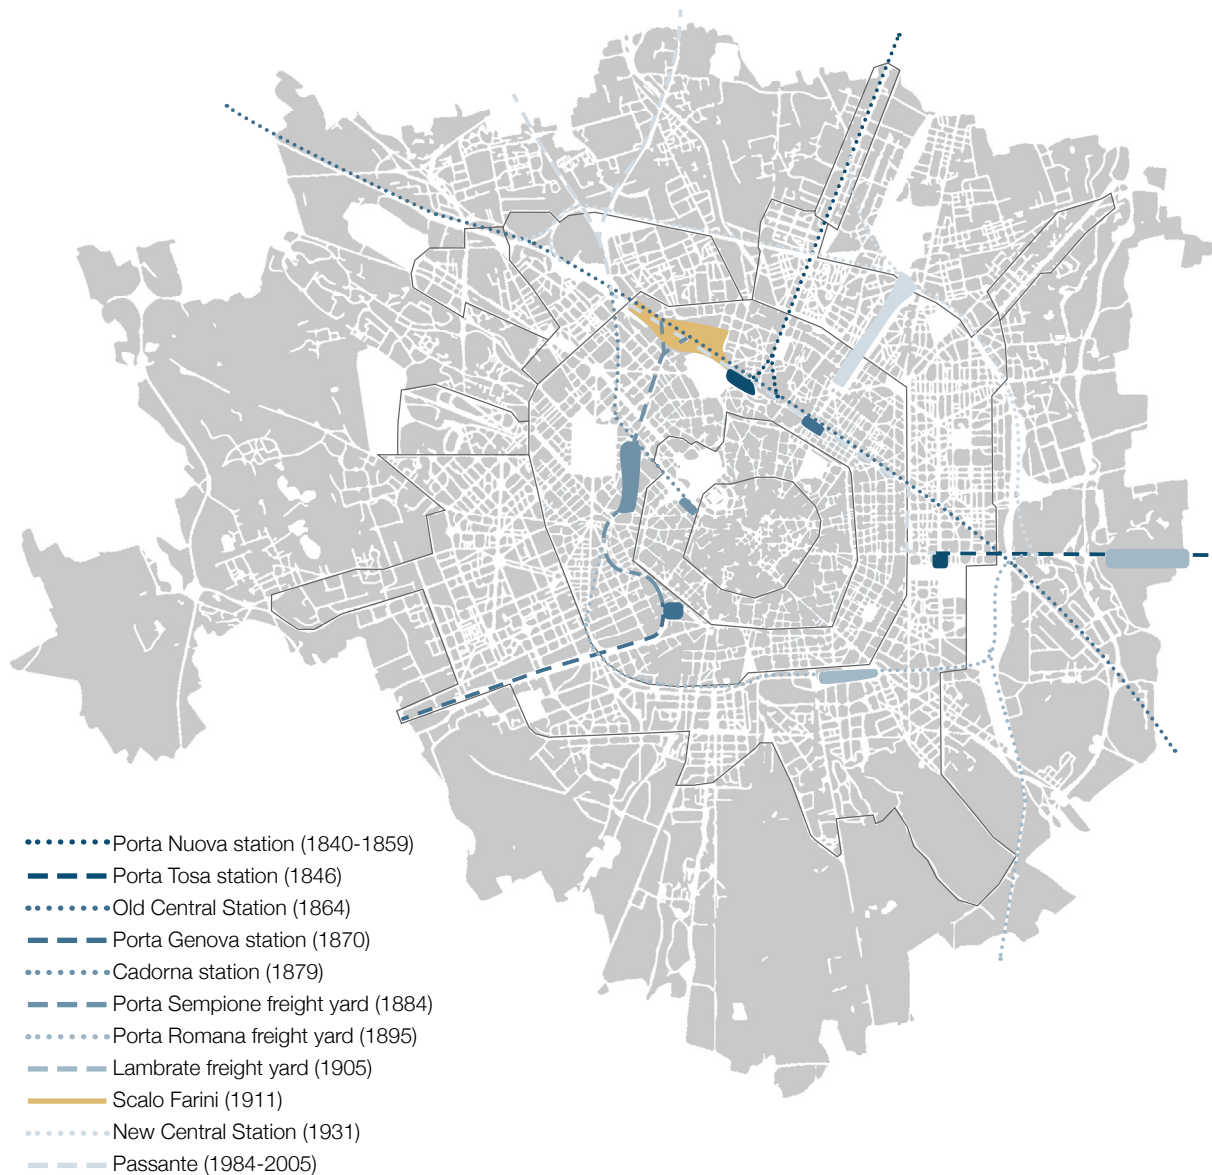 Porta Nuova station (1840-1859)
Porta Tosa station (1846)
Old Central Station (1864)
Porta Genova station (1870)
Cadorna station (1879)
Porta Sempione freight yard (1884)
Porta Romana freight yard (1895)
Lambrate freight yard (1905)
Scalo Farini (1911)
New Central Station (1931)
Passante (1984-2005)